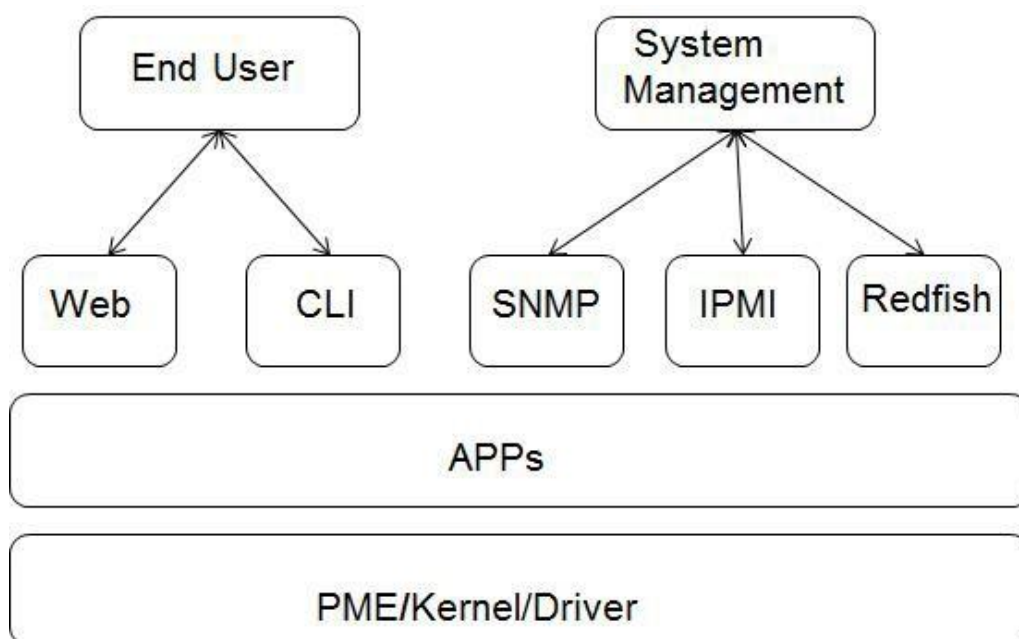 End User
System
Management
Web
CLI
SNMP
IPMI
Redfish
APPs
PME/Kernel/Driver